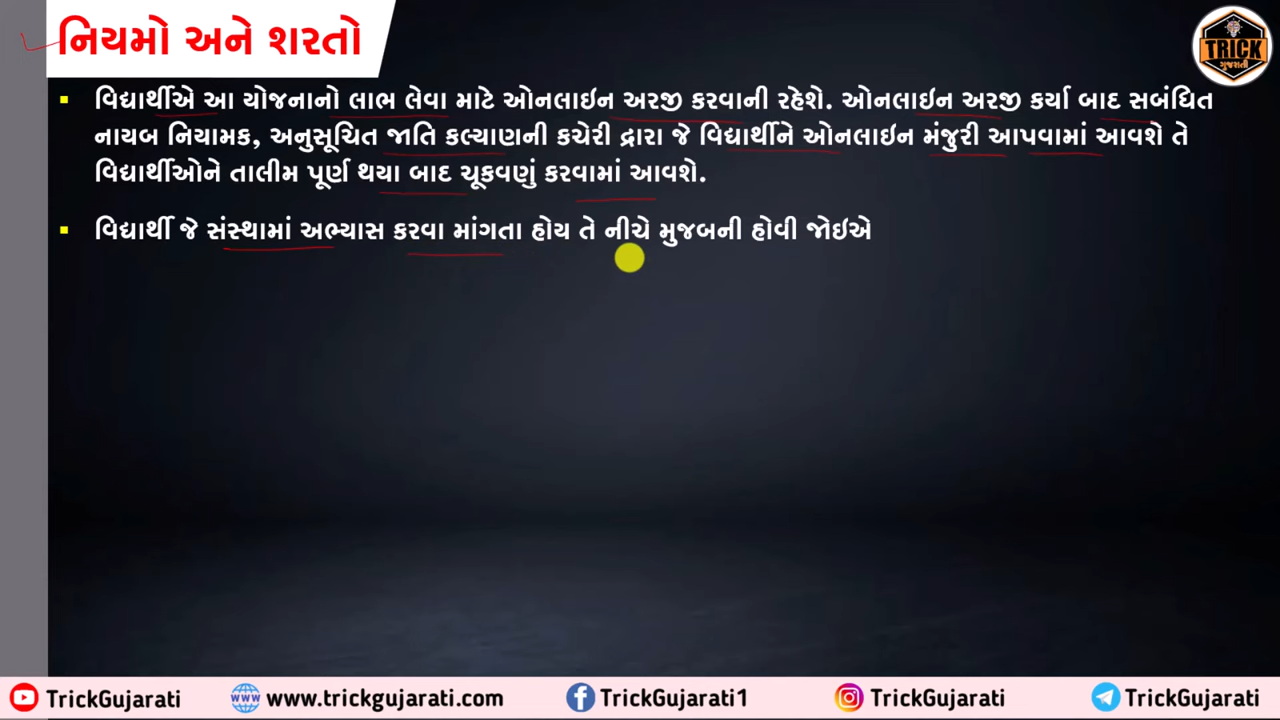 નિયમો અને શરતો
TRICK
ગુજરાતી
▪ વિદ્યાર્થીએ આ યોજનાનો લાભ લેવા માટે ઓનલાઇન અરજી કરવાની રહેશે. ઓનલાઇન અરજી કર્યા બાદ સબંધિત
નાયબ નિયામક, અનુસૂચિત જાતિ કલ્યાણની કચેરી દ્રારા જે વિદ્યાર્થીને ઓનલાઇન મંજુરી આપવામાં આવશે તે
વિદ્યાર્થીઓને તાલીમ પૂર્ણ થયા બાદ ચૂકવણું કરવામાં આવશે.
▪ વિદ્યાર્થી જે સંસ્થામાં અભ્યાસ કરવા માંગતા હોય તે નીચે મુજબની હોવી જોઇએ
TrickGujarati
www.trickgujarati.com
TrickGujarati1
TrickGujarati
TrickGujarati